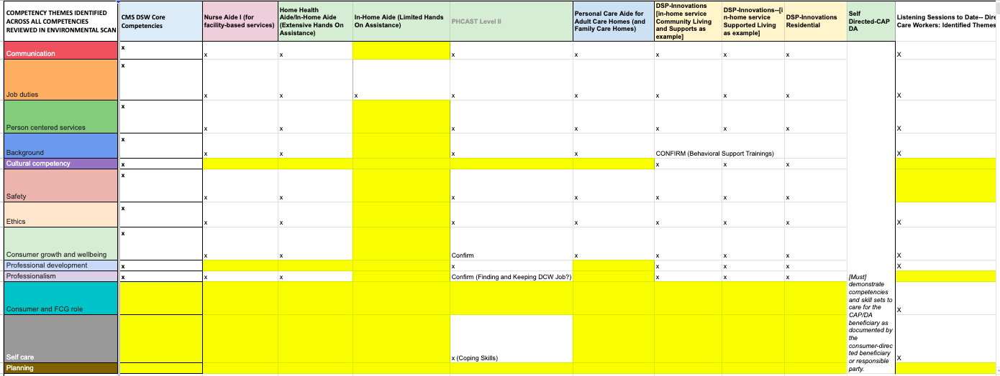 COMPETENCY THEMES IDENTIFIED
ACROSS ALL COMPETENCIES
REVIEWED IN ENVIRONMENTAL SCAN
CMS DSW Core
Competencies
Nurse Aide I (for
facility-based services)
Home Health
Aide/In-Home Aide
(Extensive Hands On
Assistance)
In-Home Aide (Limited Hands
On Assistance)
PHCAST Level II
Personal Care Aide for
Adult Care Homes (and
Family Care Homes)
DSP-Innovations
[in-home service
Community Living
and Supports as
example]
DSP-Innovations--[i
n-home service
Supported Living
as example]
DSP-Innovations
Residential
Self
Directed-CAP
DA
Listening Sessions to Date-- Dire
Care Workers: Identified Themes
Communication x x x x x x x x X
Job duties x x x x x x x x x X
Person centered services x x x x x x x x X
Background x x x x x CONFIRM (Behavioral Support Trainings) X
Cultural competency x x x x
Safety x x x x x x x x
Ethics x x x x x x x x X
Consumer growth and wellbeing x x x Confirm x x x x X
Professional development x x x x x X
Professionalism x x x Confirm (Finding and Keeping DCW Job?) x x x
Consumer and FCG role X
Self care x (Coping Skills) X
Planning
[Must]
demonstrate
competencies
and skill sets to
care for the
CAP/DA
beneficiary as
documented by
the
consumer-direc
ted beneficiary
or responsible
party.